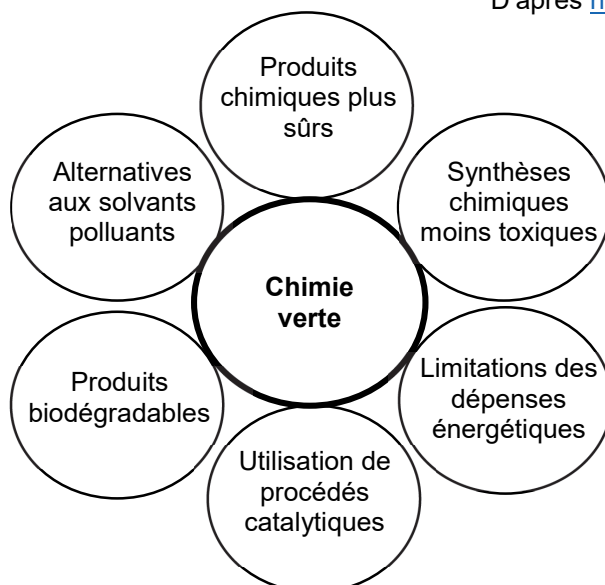 D'après
Produits
chimiques plus
sûrs
Alternatives
aux solvants
polluants
Synthèses
chimiques
moins toxiques
Chimie
verte
Produits
biodégradables
Limitations des
dépenses
énergétiques
Utilisation de
procédés
catalytiques